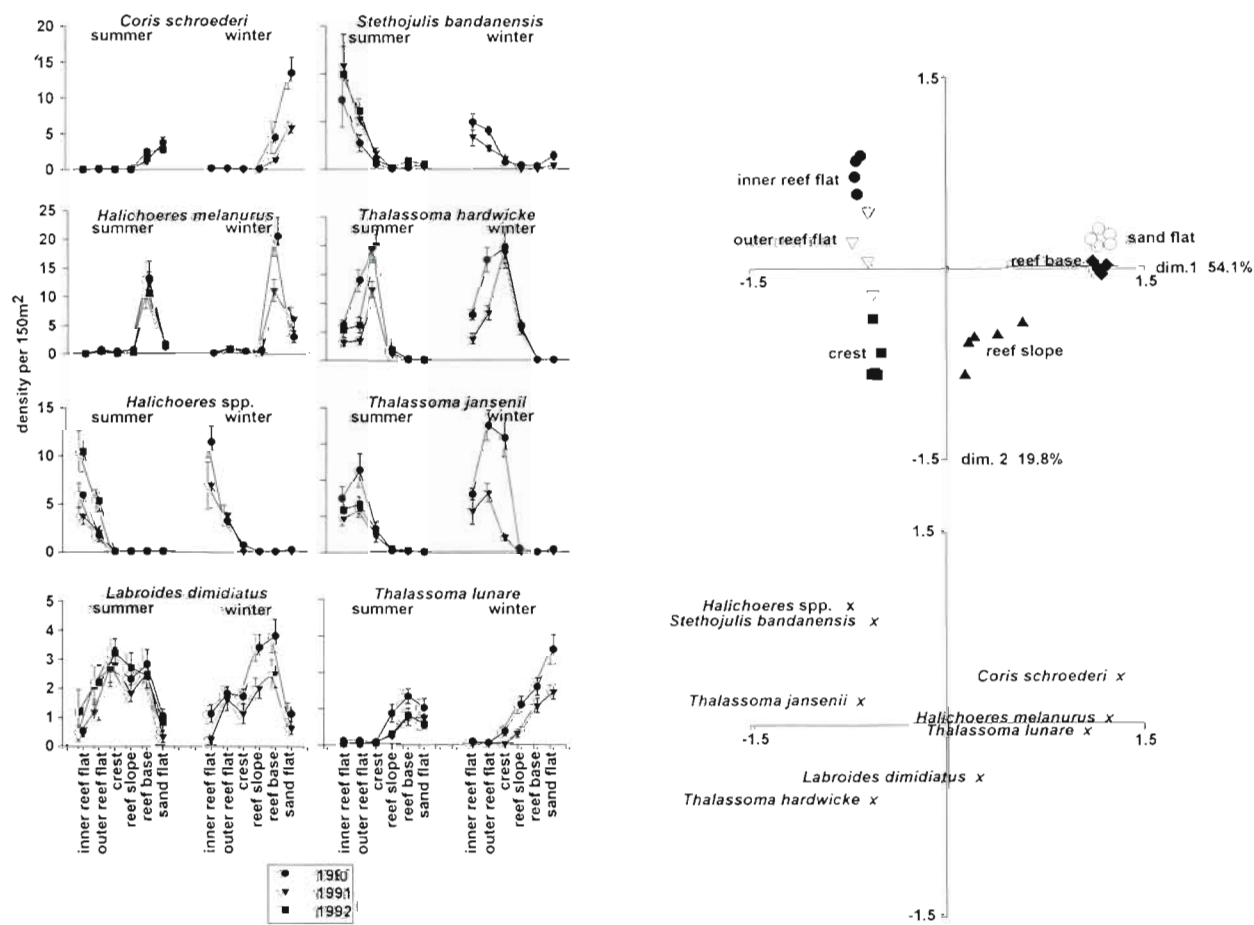 Coris schroederi
summer winter
20
15
10
5
0
Stethojulis bandanensis
summer winter
Halichoeres melanurus
summer winter
25
20
15
10
5
0
Thalassoma hardwicke
summer winter
density per 150m²
Halichoeres spp.
summer winter
15
10
5
0
Thalassoma jansenii
summer winter
Labroides dimidiatus
summer winter
5
4
3
2
1
0
Thalassoma lunare
summer winter
inner reef flat
outer reef flat
crest
reef slope
reef base
sand flat
inner reef flat
outer reef flat
crest
reef slope
reef base
sand flat
inner reef flat
outer reef flat
crest
reef slope
reef base
sand flat
inner reef flat
outer reef flat
crest
reef slope
reef base
sand flat
1991
1992
1.5
inner reef flat
outer reef flat
sand flat
reef base
dim.1 54.1%
-1.5
1.5
crest
reef slope
-1.5
dim. 2 19.8%
1.5
Halichoeres spp. x
Stethojulis bandanensis x
Coris schroederi x
Thalassoma jansenii x
Halichoeres melanurus x
Thalassoma lunare x
-1.5
1.5
Labroides dimidiatus x
Thalassoma hardwicke x
-1.5